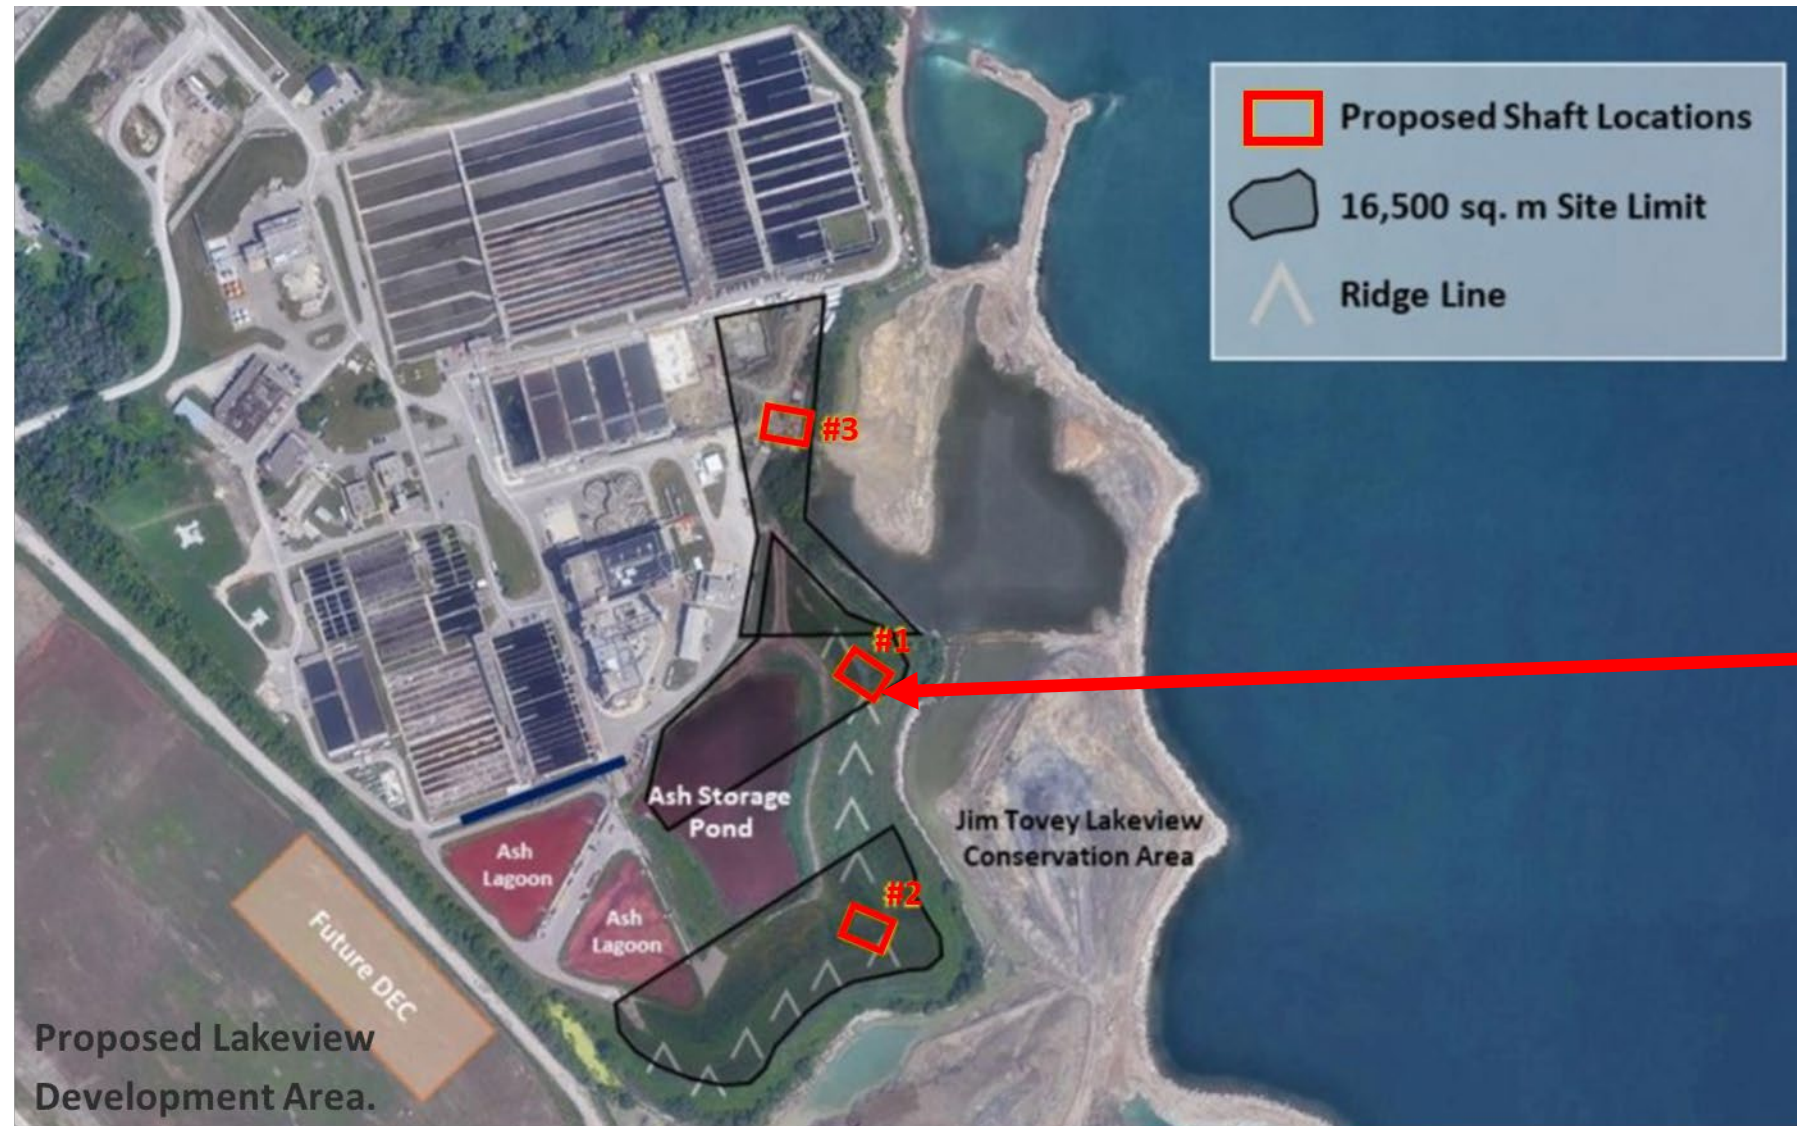 Proposed Shaft Locations
16,500 sq. m Site Limit
Ridge Line
#3
#1
Ash Storage
Pond
Jim Tovey Lakeview
Conservation Area
Ash
Lagoon
#2
Ash
Lagoon
Future DEC
Proposed Lakeview
Development Area.